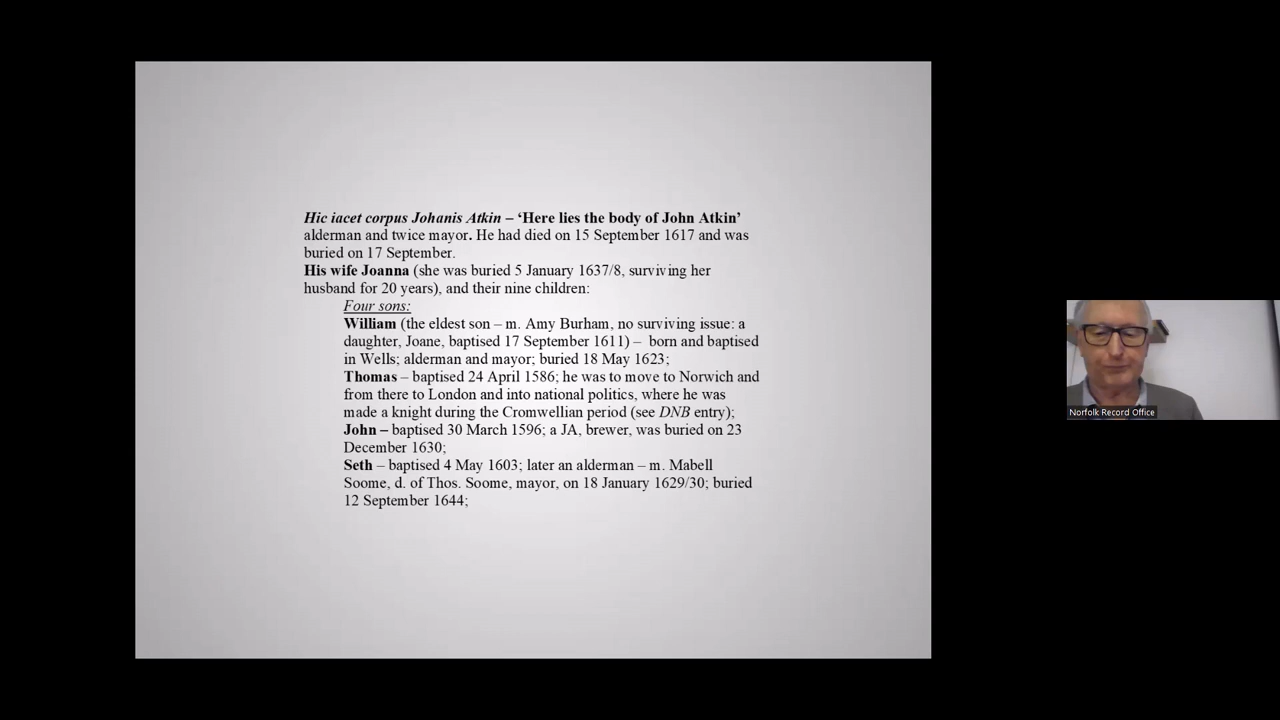 Hic iacet corpus Johanis Atkin – ‘Here lies the body of John Atkin’
alderman and twice mayor. He had died on 15 September 1617 and was
buried on 17 September.
His wife Joanna (she was buried 5 January 1637/8, surviving her
husband for 20 years), and their nine children:
Four sons:
William (the eldest son – m. Amy Burham, no surviving issue: a
daughter, Joane, baptised 17 September 1611) – born and baptised
in Wells; alderman and mayor; buried 18 May 1623;
Thomas – baptised 24 April 1586; he was to move to Norwich and
from there to London and into national politics, where he was
made a knight during the Cromwellian period (see DNB entry);
John – baptised 30 March 1596; a JA, brewer, was buried on 23
December 1630;
Seth – baptised 4 May 1603; later an alderman – m. Mabell
Soome, d. of Thos. Soome, mayor, on 18 January 1629/30; buried
12 September 1644;
Norfolk Record Office